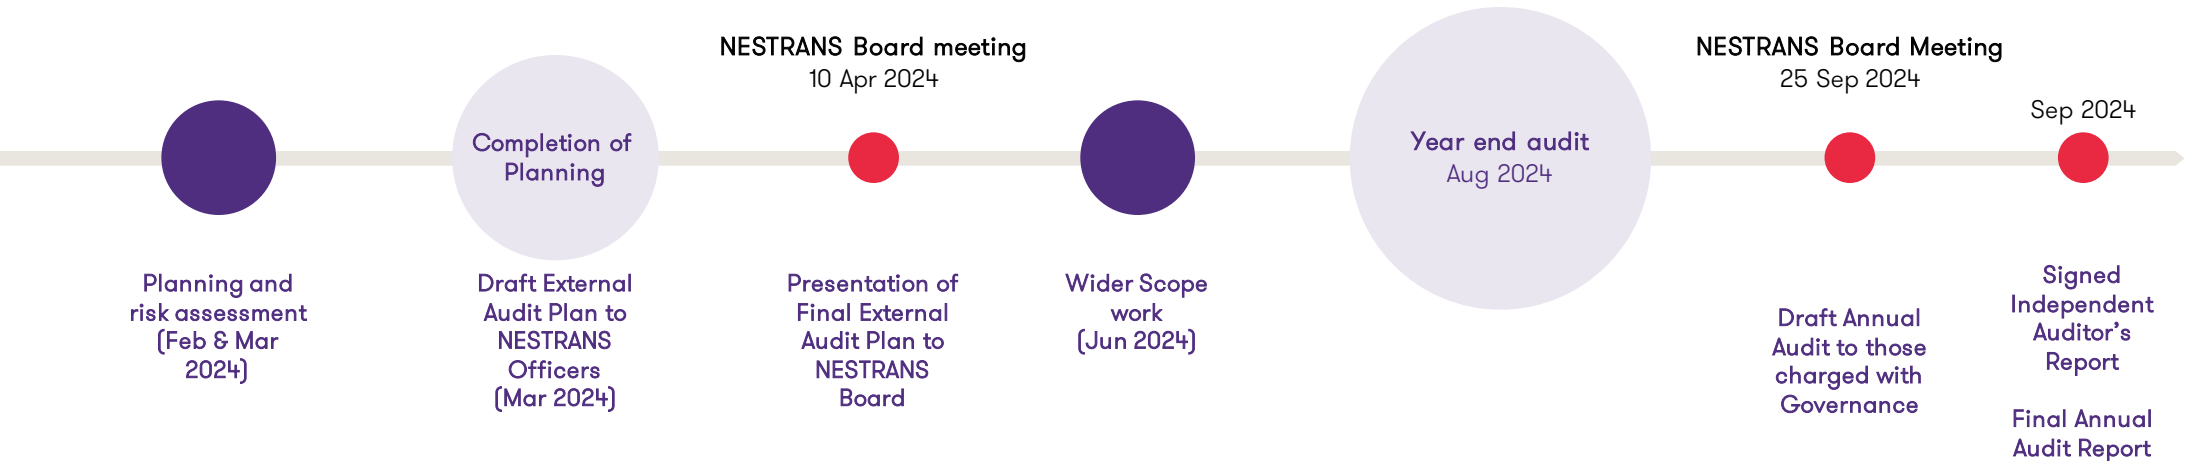 Planning and
risk assessment
(Feb & Mar
2024)
Completion of
Planning
Draft External
Audit Plan to
NESTRANS
Officers
(Mar 2024)
NESTRANS Board meeting
10 Apr 2024
Presentation of
Final External
Audit Plan to
NESTRANS
Board
Wider Scope
work
(Jun 2024)
Year end audit
Aug 2024
NESTRANS Board Meeting
25 Sep 2024
Draft Annual
Audit to those
charged with
Governance
Sep 2024
Signed
Independent
Auditor's
Report
Final Annual
Audit Report